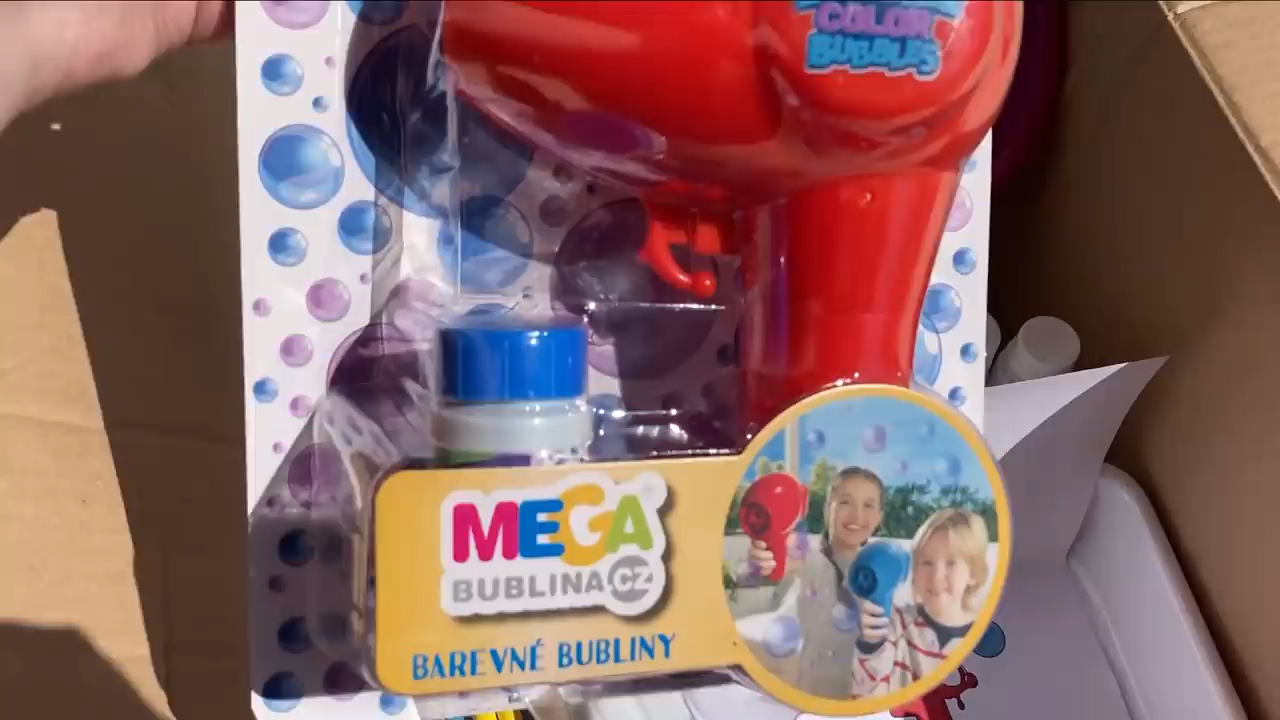 COLOR
BUBBLES
MEGA
BUBLINA CZ
BAREVNÉ BUBLINY